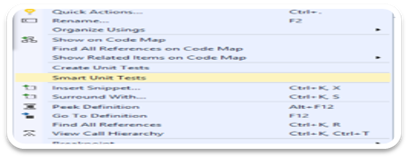 Quick Actions... Ctrl+.
Rename... F2
Organize Usings
Show on Code Map
Find All References on Code Map
Show Related Items on Code Map
Create Unit Tests
Smart Unit Tests
Insert Snippet... Ctrl+K, X
Surround With... Ctrl+K, S
Peek Definition Alt+F12
Go To Definition F12
Find All References Ctrl+K, R
View Call Hierarchy Ctrl+K, Ctrl+T
Breakpoint